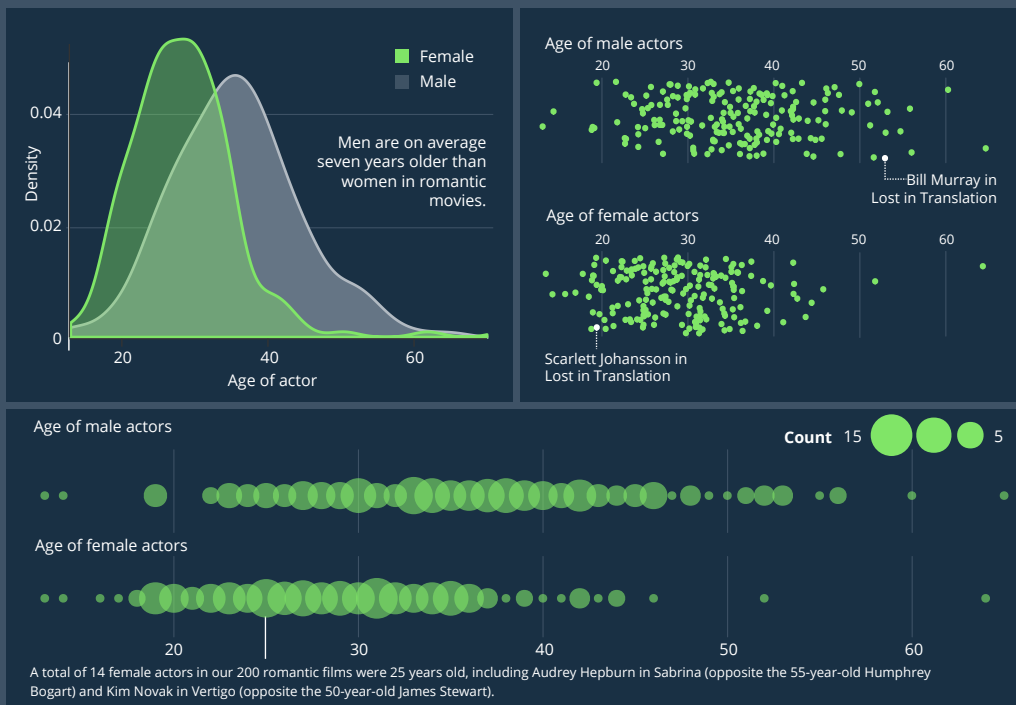 Female
Male
0.04
0.02
0
Density
Men are on average
seven years older than
women in romantic
movies.
20 40 60
Age of actor
Age of male actors
20 30 40 50 60
Bill Murray in
Lost in Translation
Age of female actors
20 30 40 50 60
Scarlett Johansson in
Lost in Translation
Age of male actors
Count 15 5
Age of female actors
20 30 40 50 60
A total of 14 female actors in our 200 romantic films were 25 years old, including Audrey Hepburn in Sabrina (opposite the 55-year-old Humphrey
Bogart) and Kim Novak in Vertigo (opposite the 50-year-old James Stewart).